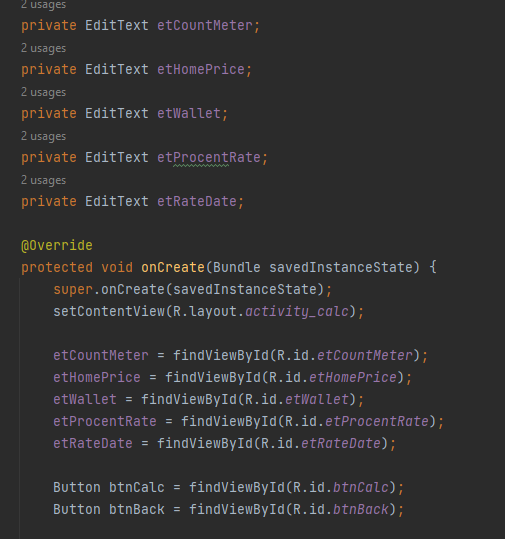 2 usages
private EditText etCountMeter;
2 usages
private EditText etHomePrice;
2 usages
private EditText etWallet;
2 usages
private EditText etProcentRate;
2 usages
private EditText etRateDate;
@Override
protected void onCreate(Bundle savedInstanceState) {
super.onCreate(savedInstanceState);
setContentView(R.layout.activity_calc);
etCountMeter = findViewById(R.id.etCountMeter);
etHomePrice = findViewById(R.id.etHomePrice);
etWallet = findViewById(R.id.etWallet);
etProcentRate = findViewById(R.id.etProcentRate);
etRateDate = findViewById(R.id.etRateDate);
Button btnCalc = findViewById(R.id.btnCalc);
Button btnBack = findViewById(R.id.btnBack);